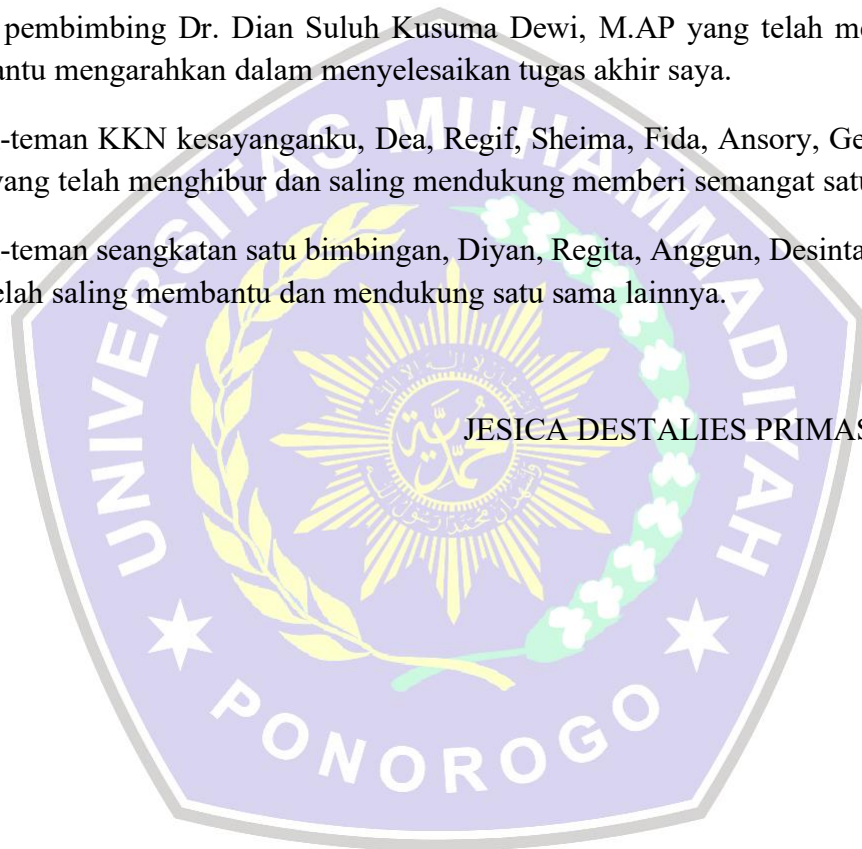 pembimbing Dr. Dian Suluh Kusuma Dewi, M.AP yang telah me
antu mengarahkan dalam menyelesaikan tugas akhir saya.
-teman KKN kesayanganku, Dea, Regif, Sheima, Fida, Ansory, Ge
yang telah menghibur dan saling mendukung memberi semangat satu
-teman seangkatan satu bimbingan, Diyan, Regita, Anggun, Desinta
elah saling membantu dan mendukung satu sama lainnya.
JESICA DESTALIES PRIMAS
UNIVERSITAS MUHAMMADIYAH
PONOROGO